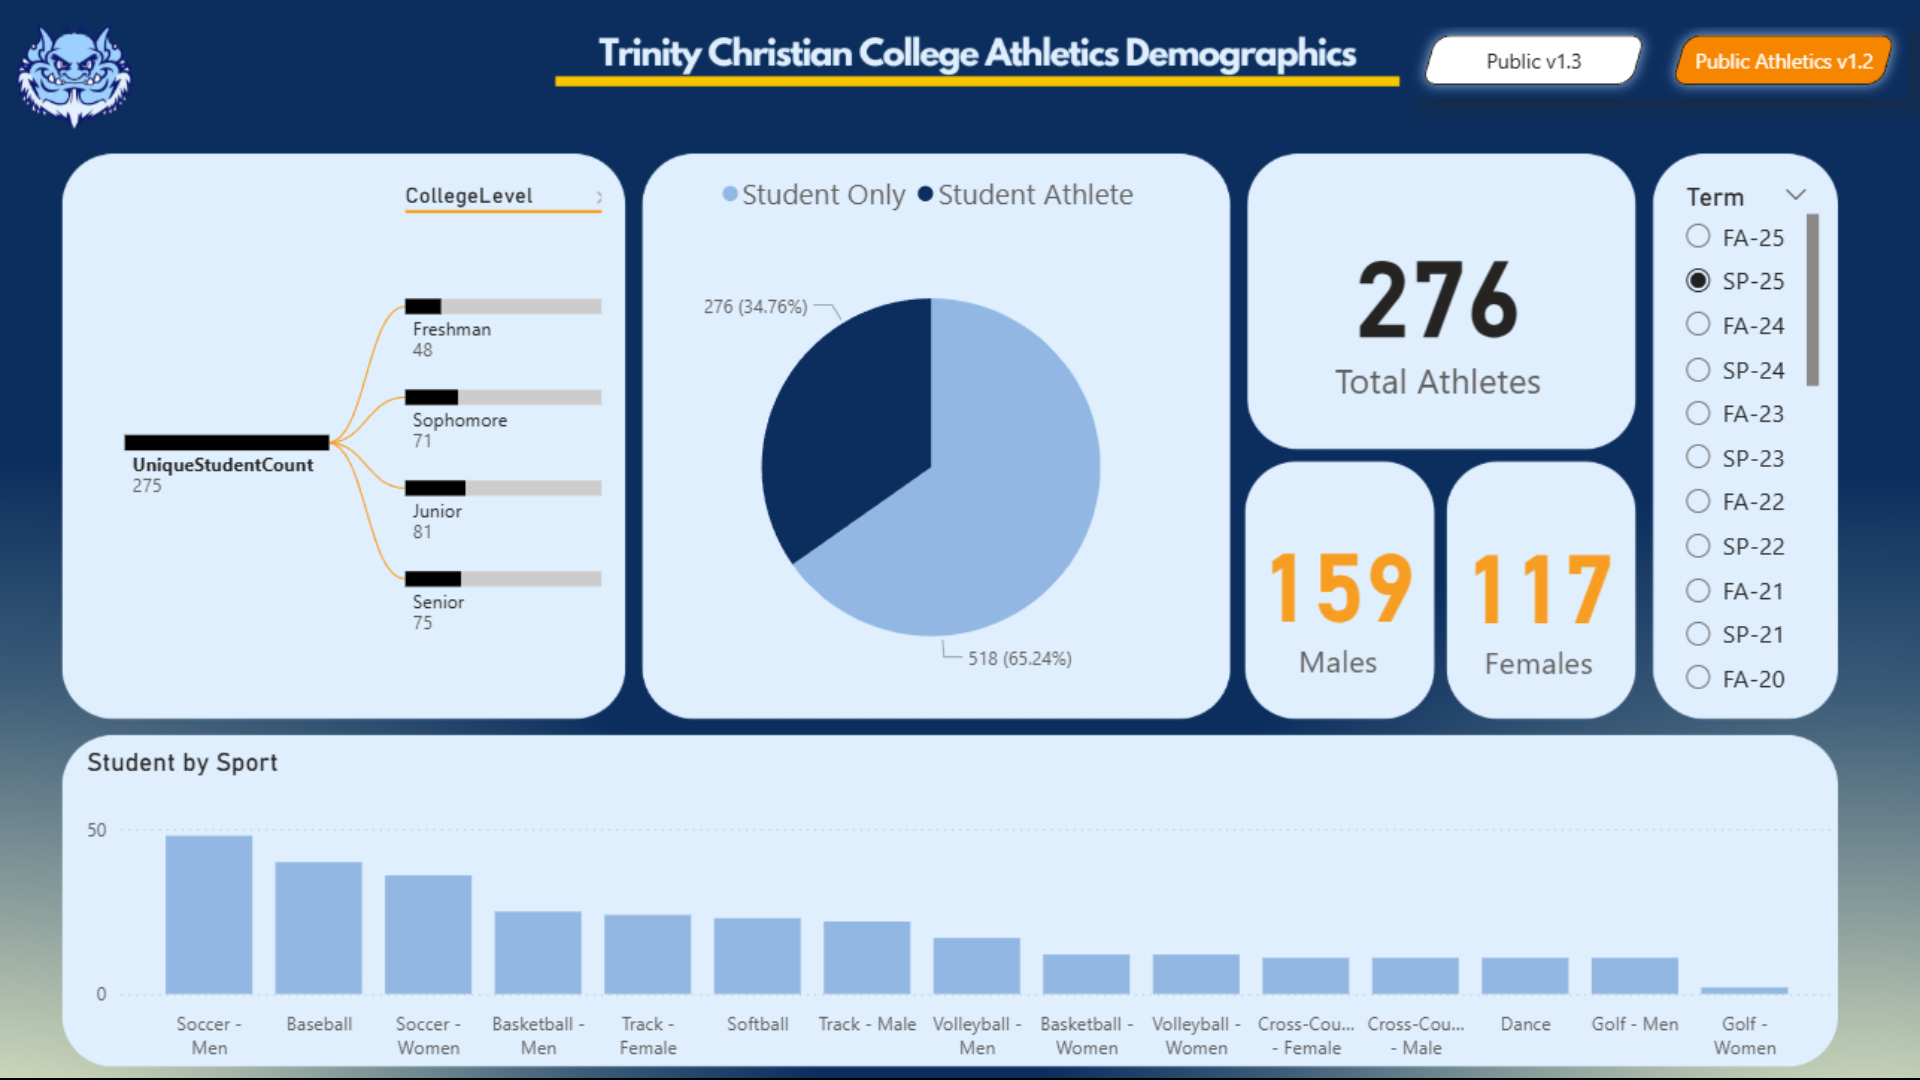 Trinity Christian College Athletics Demographics
Public v1.3
Public Athletics v1.2
CollegeLevel
Freshman
48
Sophomore
71
UniqueStudentCount
275
Junior
81
Senior
75
Student Only
Student Athlete
276 (34.76%)
518 (65.24%)
276
Total Athletes
159
Males
117
Females
Term
FA-25
SP-25
FA-24
SP-24
FA-23
SP-23
FA-22
SP-22
FA-21
SP-21
FA-20
Student by Sport
50
0
Soccer -
Men
Baseball
Soccer -
Women
Basketball -
Men
Track -
Female
Softball
Track - Male
Volleyball -
Men
Basketball -
Women
Volleyball -
Women
Cross-Cou...
- Female
Cross-Cou...
- Male
Dance
Golf - Men
Golf -
Women